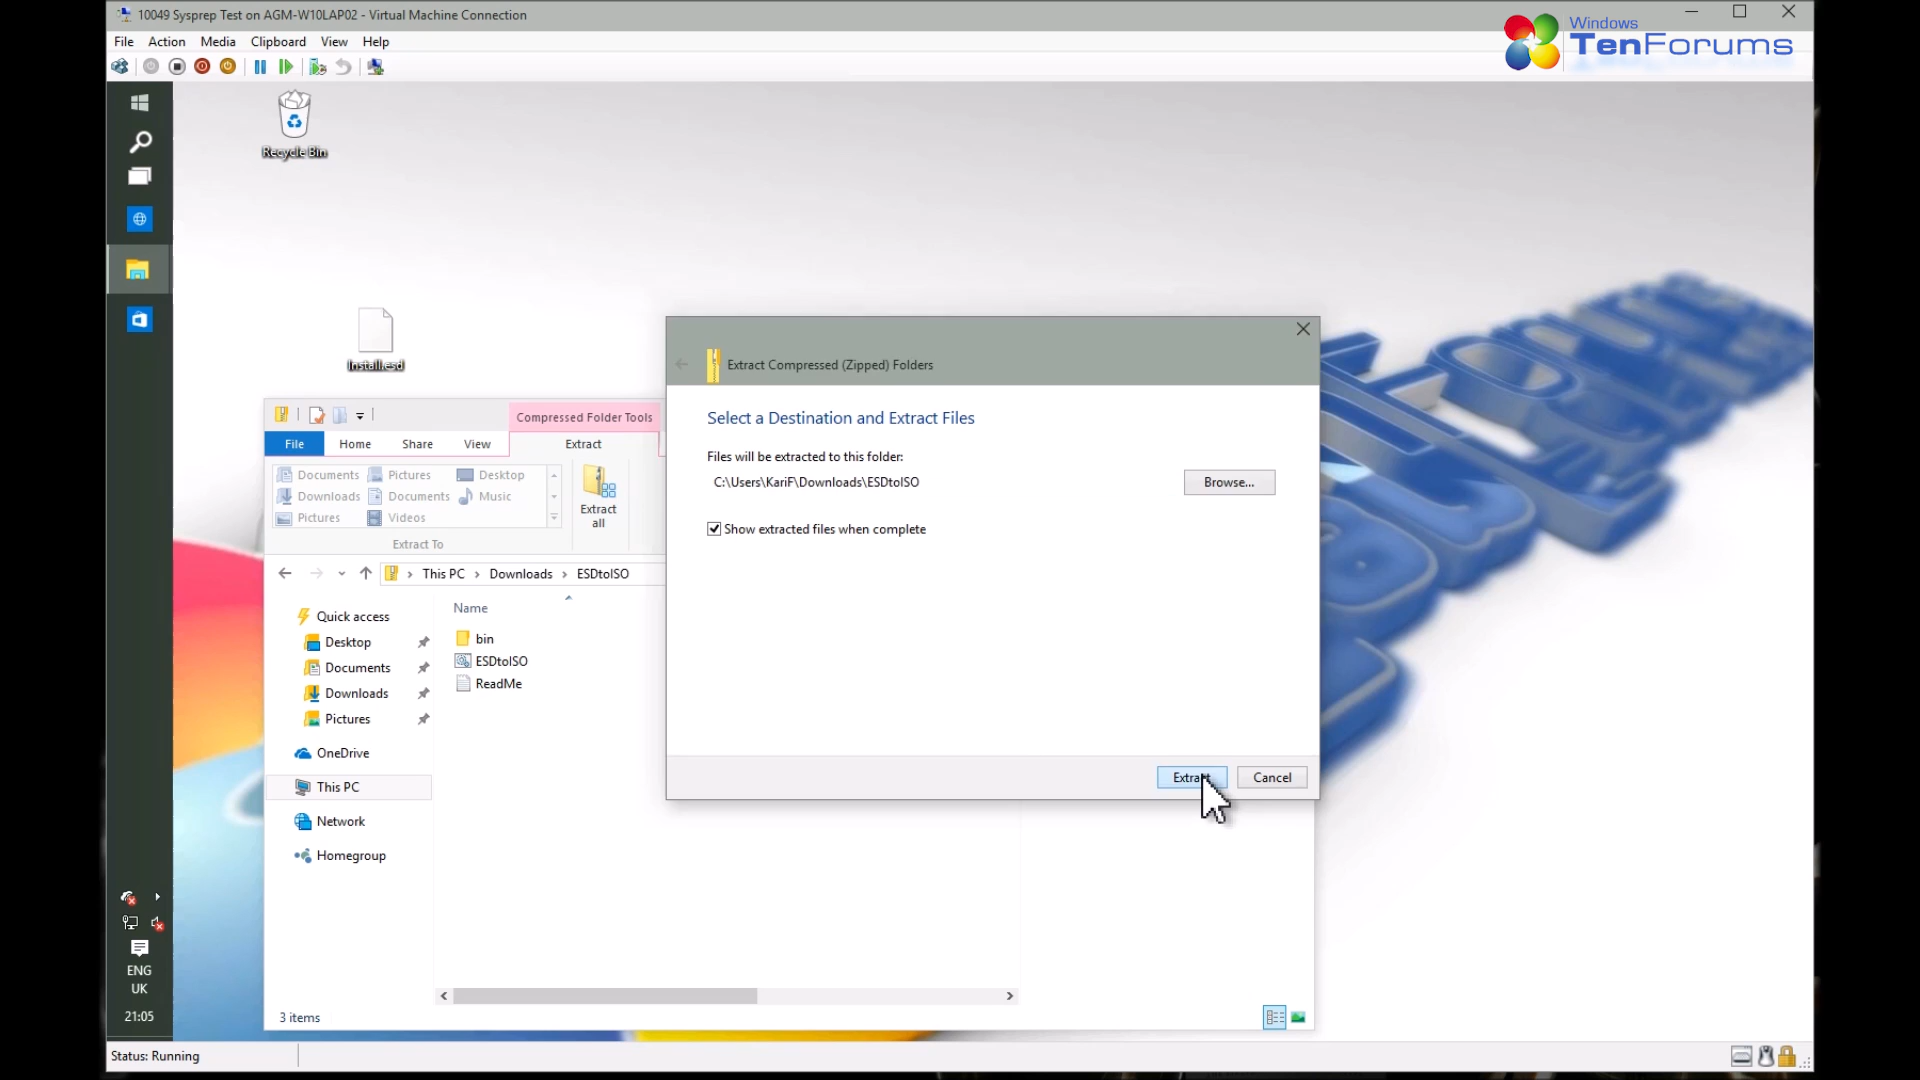 10049 Sysprep Test on AGM-W10LAP02 - Virtual Machine Connection
File Action Media Clipboard View Help
Windows
TenForums
Recycle Bin
Install.esd
Compressed Folder Tools
File Home Share View Extract
Documents Pictures Desktop
Downloads Documents Music
Pictures Videos
Extract all
Extract To
This PC > Downloads > ESDtoISO
Quick access
Desktop
Documents
Downloads
Pictures
OneDrive
This PC
Network
Homegroup
Name
bin
ESDtoISO
ReadMe
3 items
Extract Compressed (Zipped) Folders
Select a Destination and Extract Files
Files will be extracted to this folder:
C:\Users\KariF\Downloads\ESDtoISO
Browse...
Show extracted files when complete
Extract
Cancel
ENG
UK
21:05
Status: Running